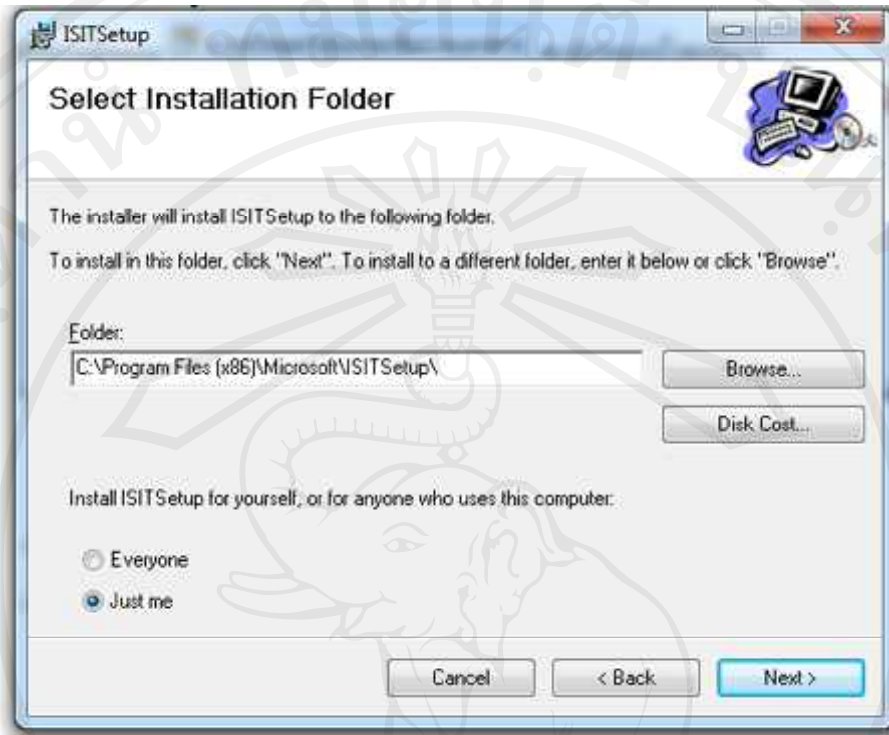 ISITSetup
Select Installation Folder
The installer will install ISITSetup to the following folder.
To install in this folder, click "Next". To install to a different folder, enter it below or click "Browse".
Folder:
C:\Program Files (x86)\Microsoft\ISITSetup\
Browse...
Disk Cost...
Install ISITSetup for yourself, or for anyone who uses this computer:
Everyone
Just me
Cancel
< Back
Next >